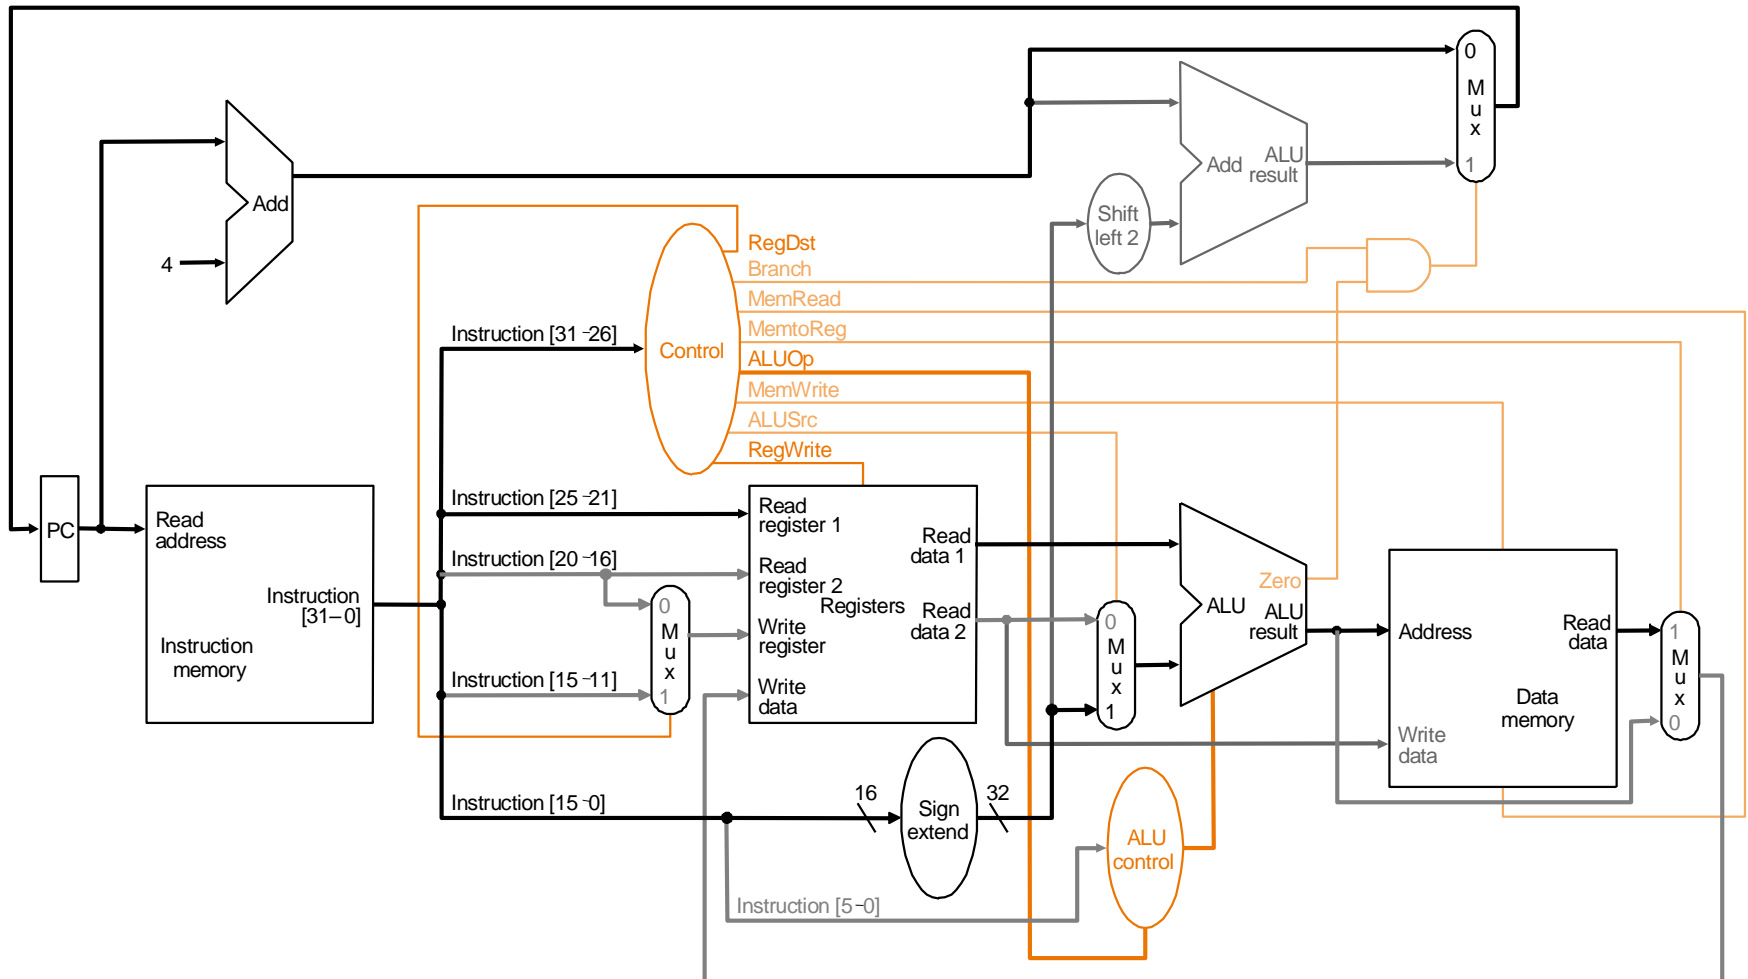 0
M
u
x
1
Add
ALU
result
Add
4
Shift
left 2
RegDst
Branch
MemRead
MemtoReg
ALUOp
MemWrite
ALUSrc
RegWrite
Control
Instruction [31–26]
Instruction [25–21]
Instruction [20–16]
Instruction [15–11]
Instruction [15–0]
Instruction [5–0]
PC
Read
address
Instruction
[31–0]
Instruction
memory
0
M
u
x
1
Read
register 1
Read
register 2
Registers
Write
register
Write
data
Read
data 1
Read
data 2
0
M
u
x
1
Zero
ALU
ALU
result
Address
Read
data
Data
memory
Write
data
1
M
u
x
0
16
Sign
extend
32
ALU
control